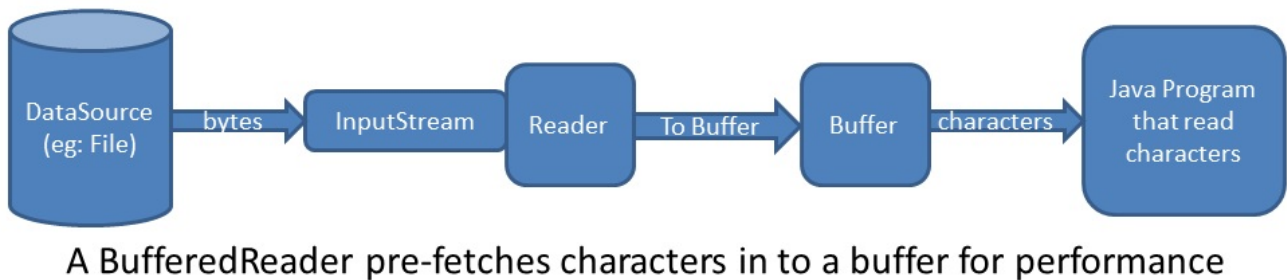 DataSource
(eg: File)
bytes
InputStream
Reader
To Buffer
Buffer
characters
Java Program
that read
characters
A BufferedReader pre-fetches characters in to a buffer for performance